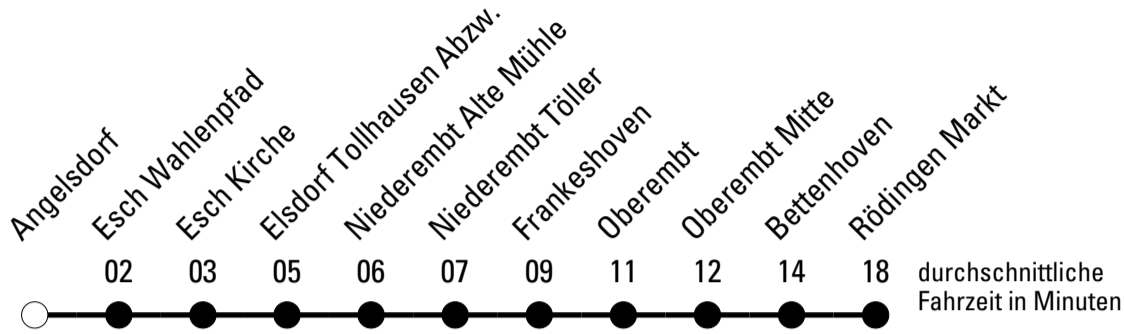 Angelsdorf
Esch Wahlenpfad
Esch Kirche
Elsdorf Tollhausen Abzw.
Niederembt Alte Mühle
Niederembt Töller
Frankeshoven
Oberembt
Oberembt Mitte
Bettenhoven
Rödingen Markt
02 03 05 06 07 09 11 12 14 18
durchschnittliche
Fahrzeit in Minuten